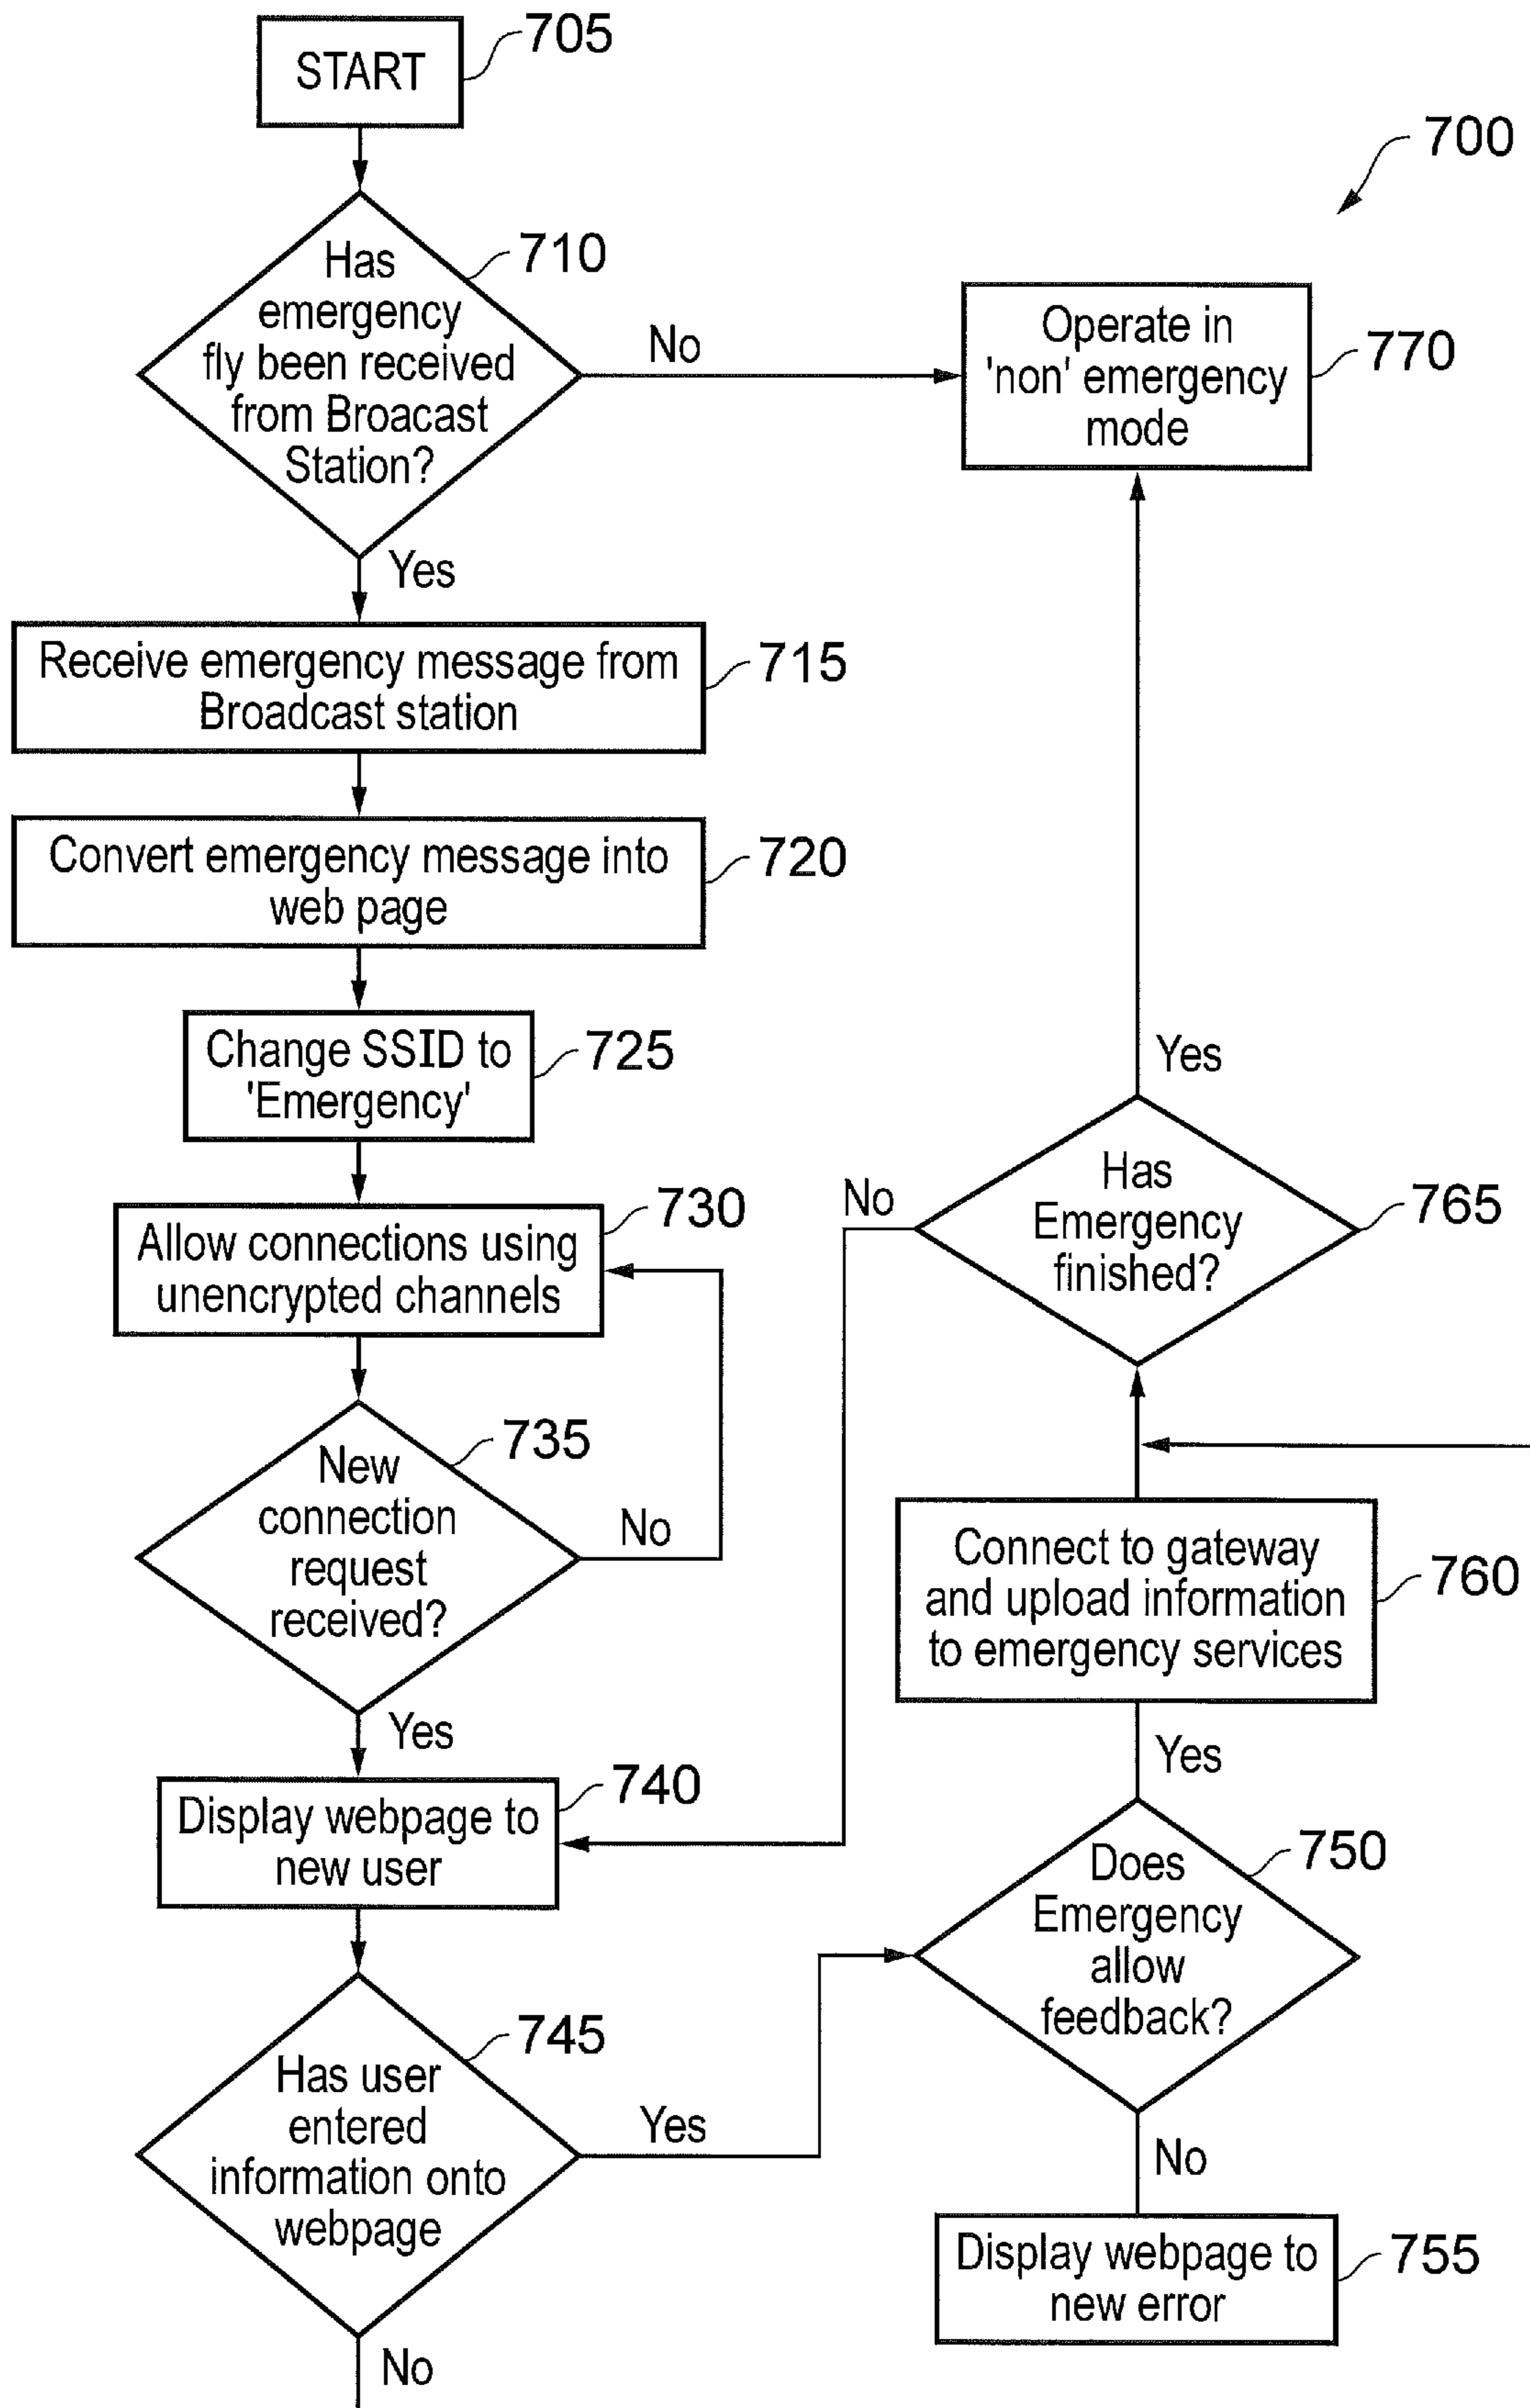 START
705
700
Has
emergency
fly been received
from Broacast
Station?
710
No
Operate in
'non' emergency
mode
770
Yes
Receive emergency message from
Broadcast station
715
Convert emergency message into
web page
720
Change SSID to
'Emergency'
725
Allow connections using
unencrypted channels
730
New
connection
request
received?
735
No
Yes
Display webpage to
new user
740
Has user
entered
information onto
webpage
745
Yes
No
Does
Emergency
allow
feedback?
750
No
Display webpage to
new error
755
Yes
Connect to gateway
and upload information
to emergency services
760
Has
Emergency
finished?
765
No
Yes